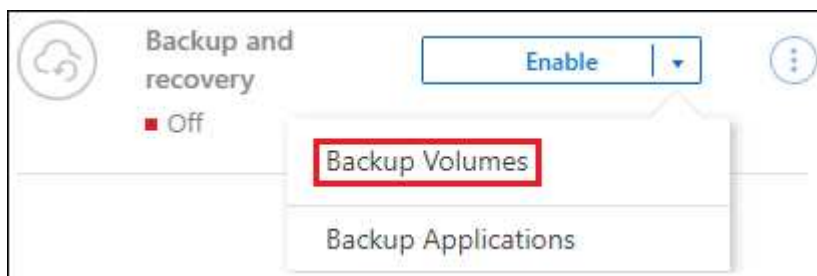 Backup and
recovery
Enable
Off
Backup Volumes
Backup Applications